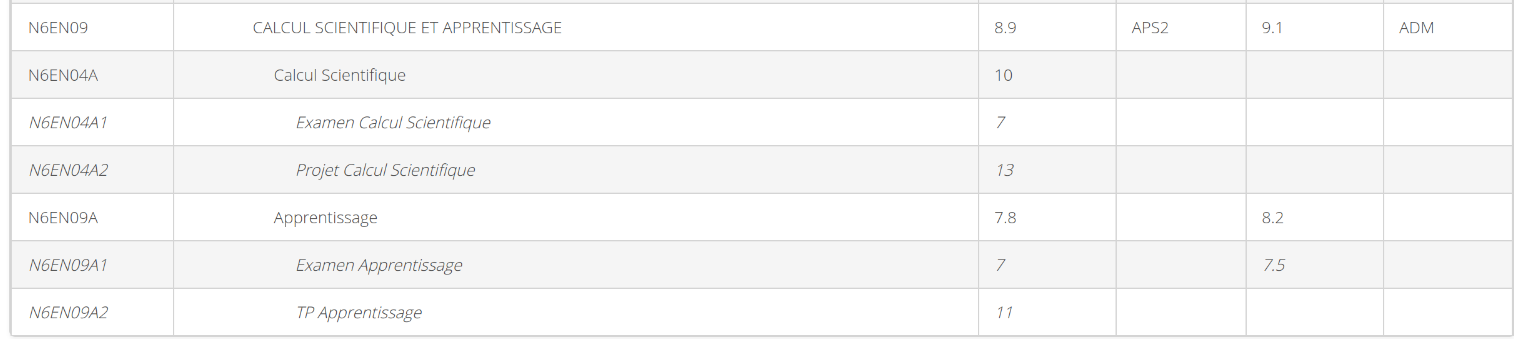 N6EN09 CALCUL SCIENTIFIQUE ET APPRENTISSAGE 8.9 APS2 9.1 ADM
N6EN04A Calcul Scientifique 10
N6EN04A1 Examen Calcul Scientifique 7
N6EN04A2 Projet Calcul Scientifique 13
N6EN09A Apprentissage 7.8 8.2
N6EN09A1 Examen Apprentissage 7 7.5
N6EN09A2 TP Apprentissage 11